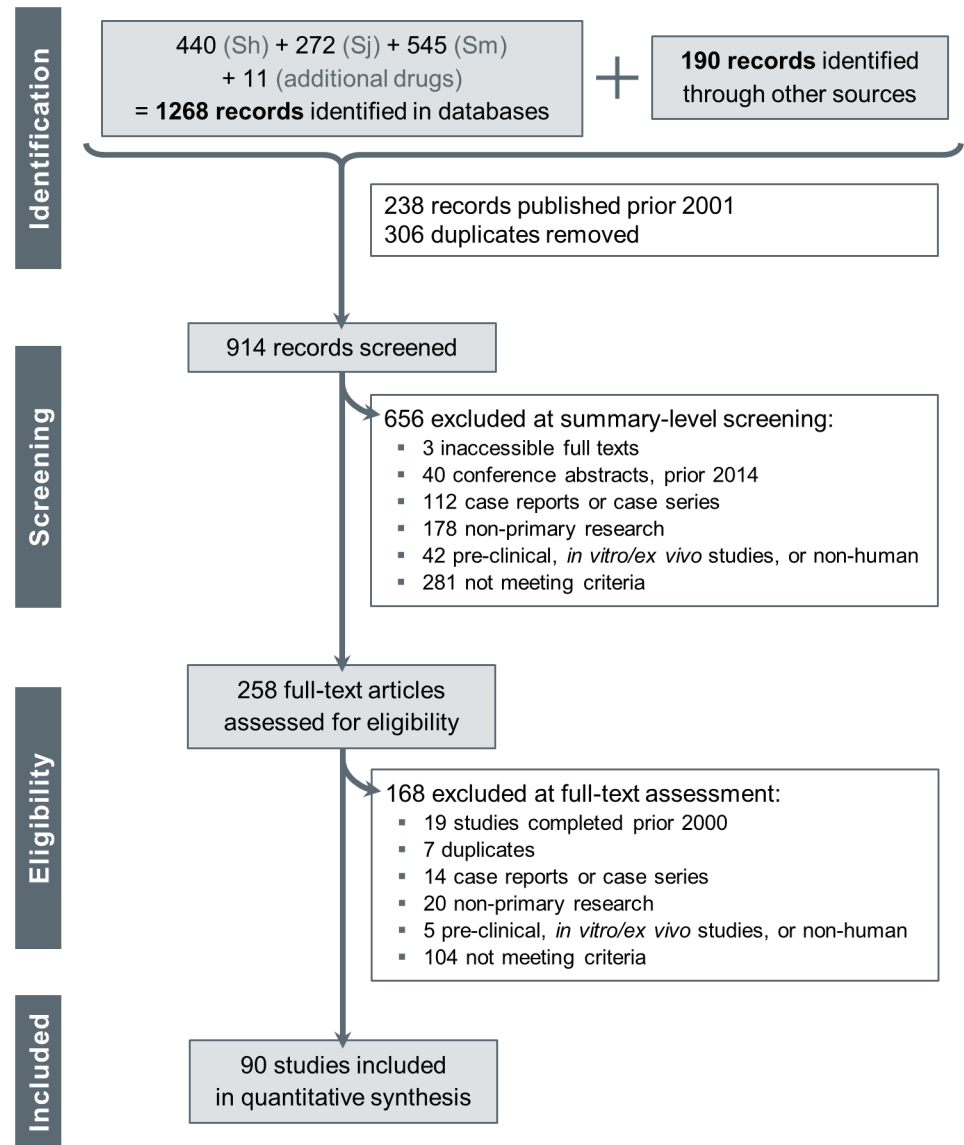 Identification
440 (Sh) + 272 (Sj) + 545 (Sm)
+ 11 (additional drugs)
= 1268 records identified in databases
+
190 records identified
through other sources
238 records published prior 2001
306 duplicates removed
Screening
914 records screened
656 excluded at summary-level screening:
▪ 3 inaccessible full texts
▪ 40 conference abstracts, prior 2014
▪ 112 case reports or case series
▪ 178 non-primary research
▪ 42 pre-clinical, in vitro/ex vivo studies, or non-human
▪ 281 not meeting criteria
Eligibility
258 full-text articles
assessed for eligibility
168 excluded at full-text assessment:
▪ 19 studies completed prior 2000
▪ 7 duplicates
▪ 14 case reports or case series
▪ 20 non-primary research
▪ 5 pre-clinical, in vitro/ex vivo studies, or non-human
▪ 104 not meeting criteria
Included
90 studies included
in quantitative synthesis